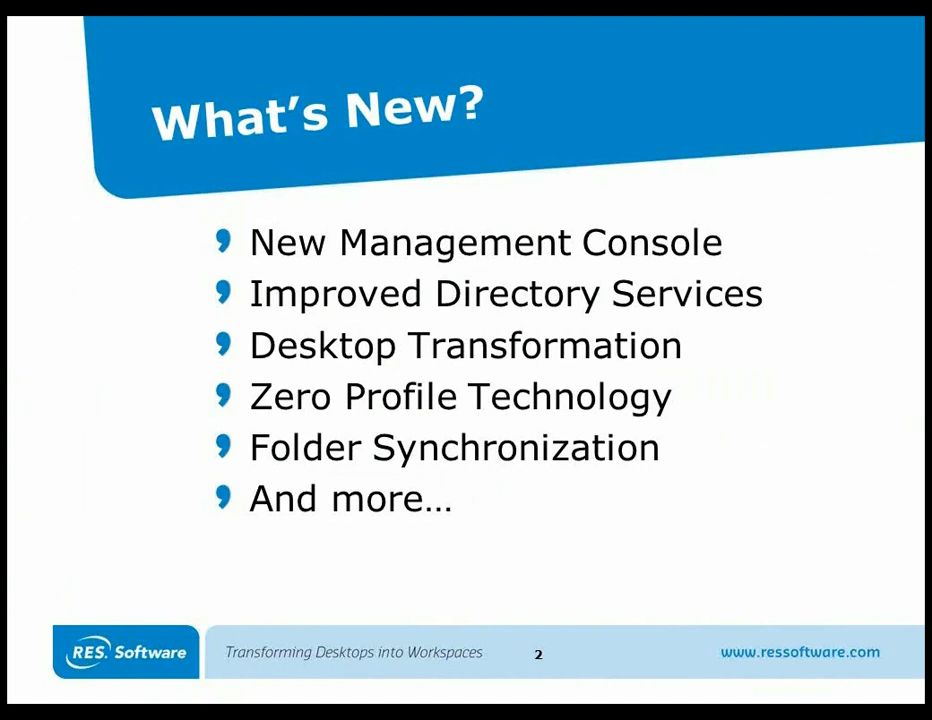 What's New?
New Management Console
Improved Directory Services
Desktop Transformation
Zero Profile Technology
Folder Synchronization
And more…
RES. Software
Transforming Desktops into Workspaces
2
www.ressoftware.com